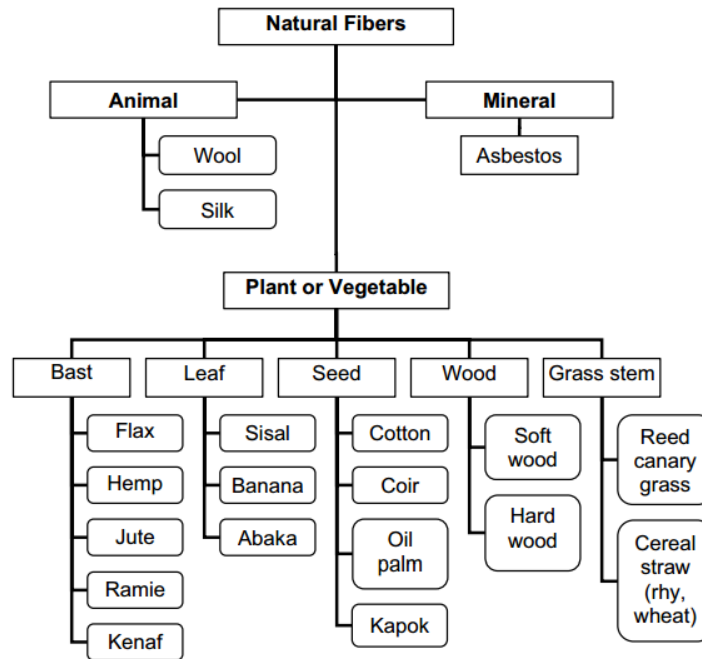 Natural Fibers
Animal
Mineral
Wool
Asbestos
Silk
Plant or Vegetable
Bast
Leaf
Seed
Wood
Grass stem
Flax
Hemp
Jute
Ramie
Kenaf
Sisal
Banana
Abaka
Cotton
Coir
Oil
palm
Kapok
Soft
wood
Hard
wood
Reed
canary
grass
Cereal
straw
(rhy,
wheat)